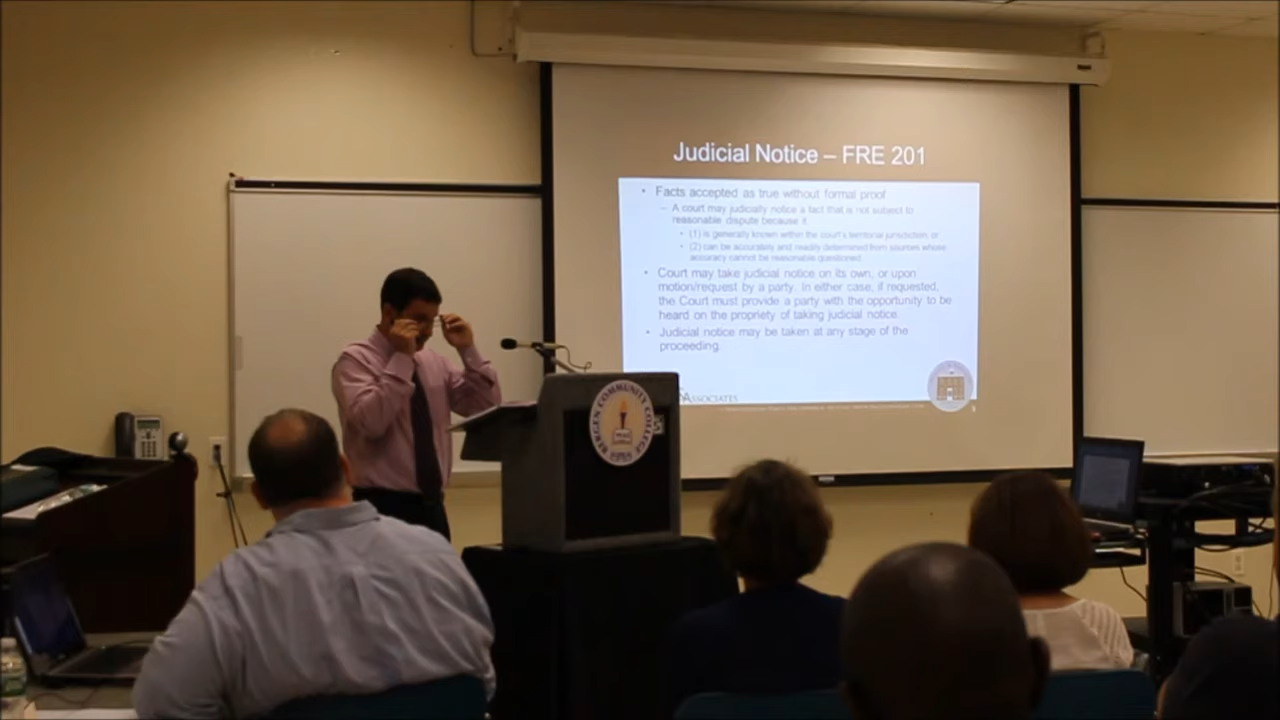 Judicial Notice – FRE 201
• Facts accepted as true without formal proof
– A court may judicially notice a fact that is not subject to
reasonable dispute because it:
• (1) is generally known within the court's territorial jurisdiction; or
• (2) can be accurately and readily determined from sources whose
accuracy cannot be reasonable questioned.
• Court may take judicial notice on its own, or upon
motion/request by a party. In either case, if requested,
the Court must provide a party with the opportunity to be
heard on the propriety of taking judicial notice.
• Judicial notice may be taken at any stage of the
proceeding.
ASSOCIATES
BERGEN COMMUNITY COLLEGE